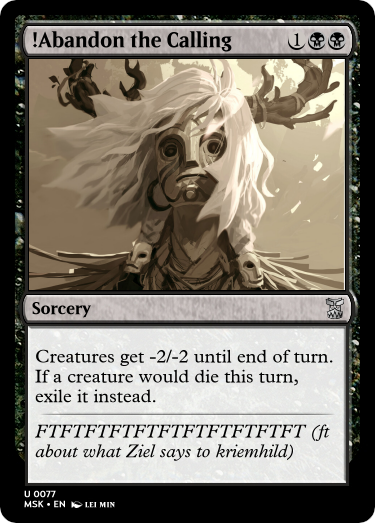 !Abandon the Calling 1
Sorcery
Creatures get -2/-2 until end of turn.
If a creature would die this turn,
exile it instead.
FTFTFTFTFTFTFTFTFTFTFT (ft
about what Ziel says to kriemhild)
U 0077
MSK • EN LEI MIN